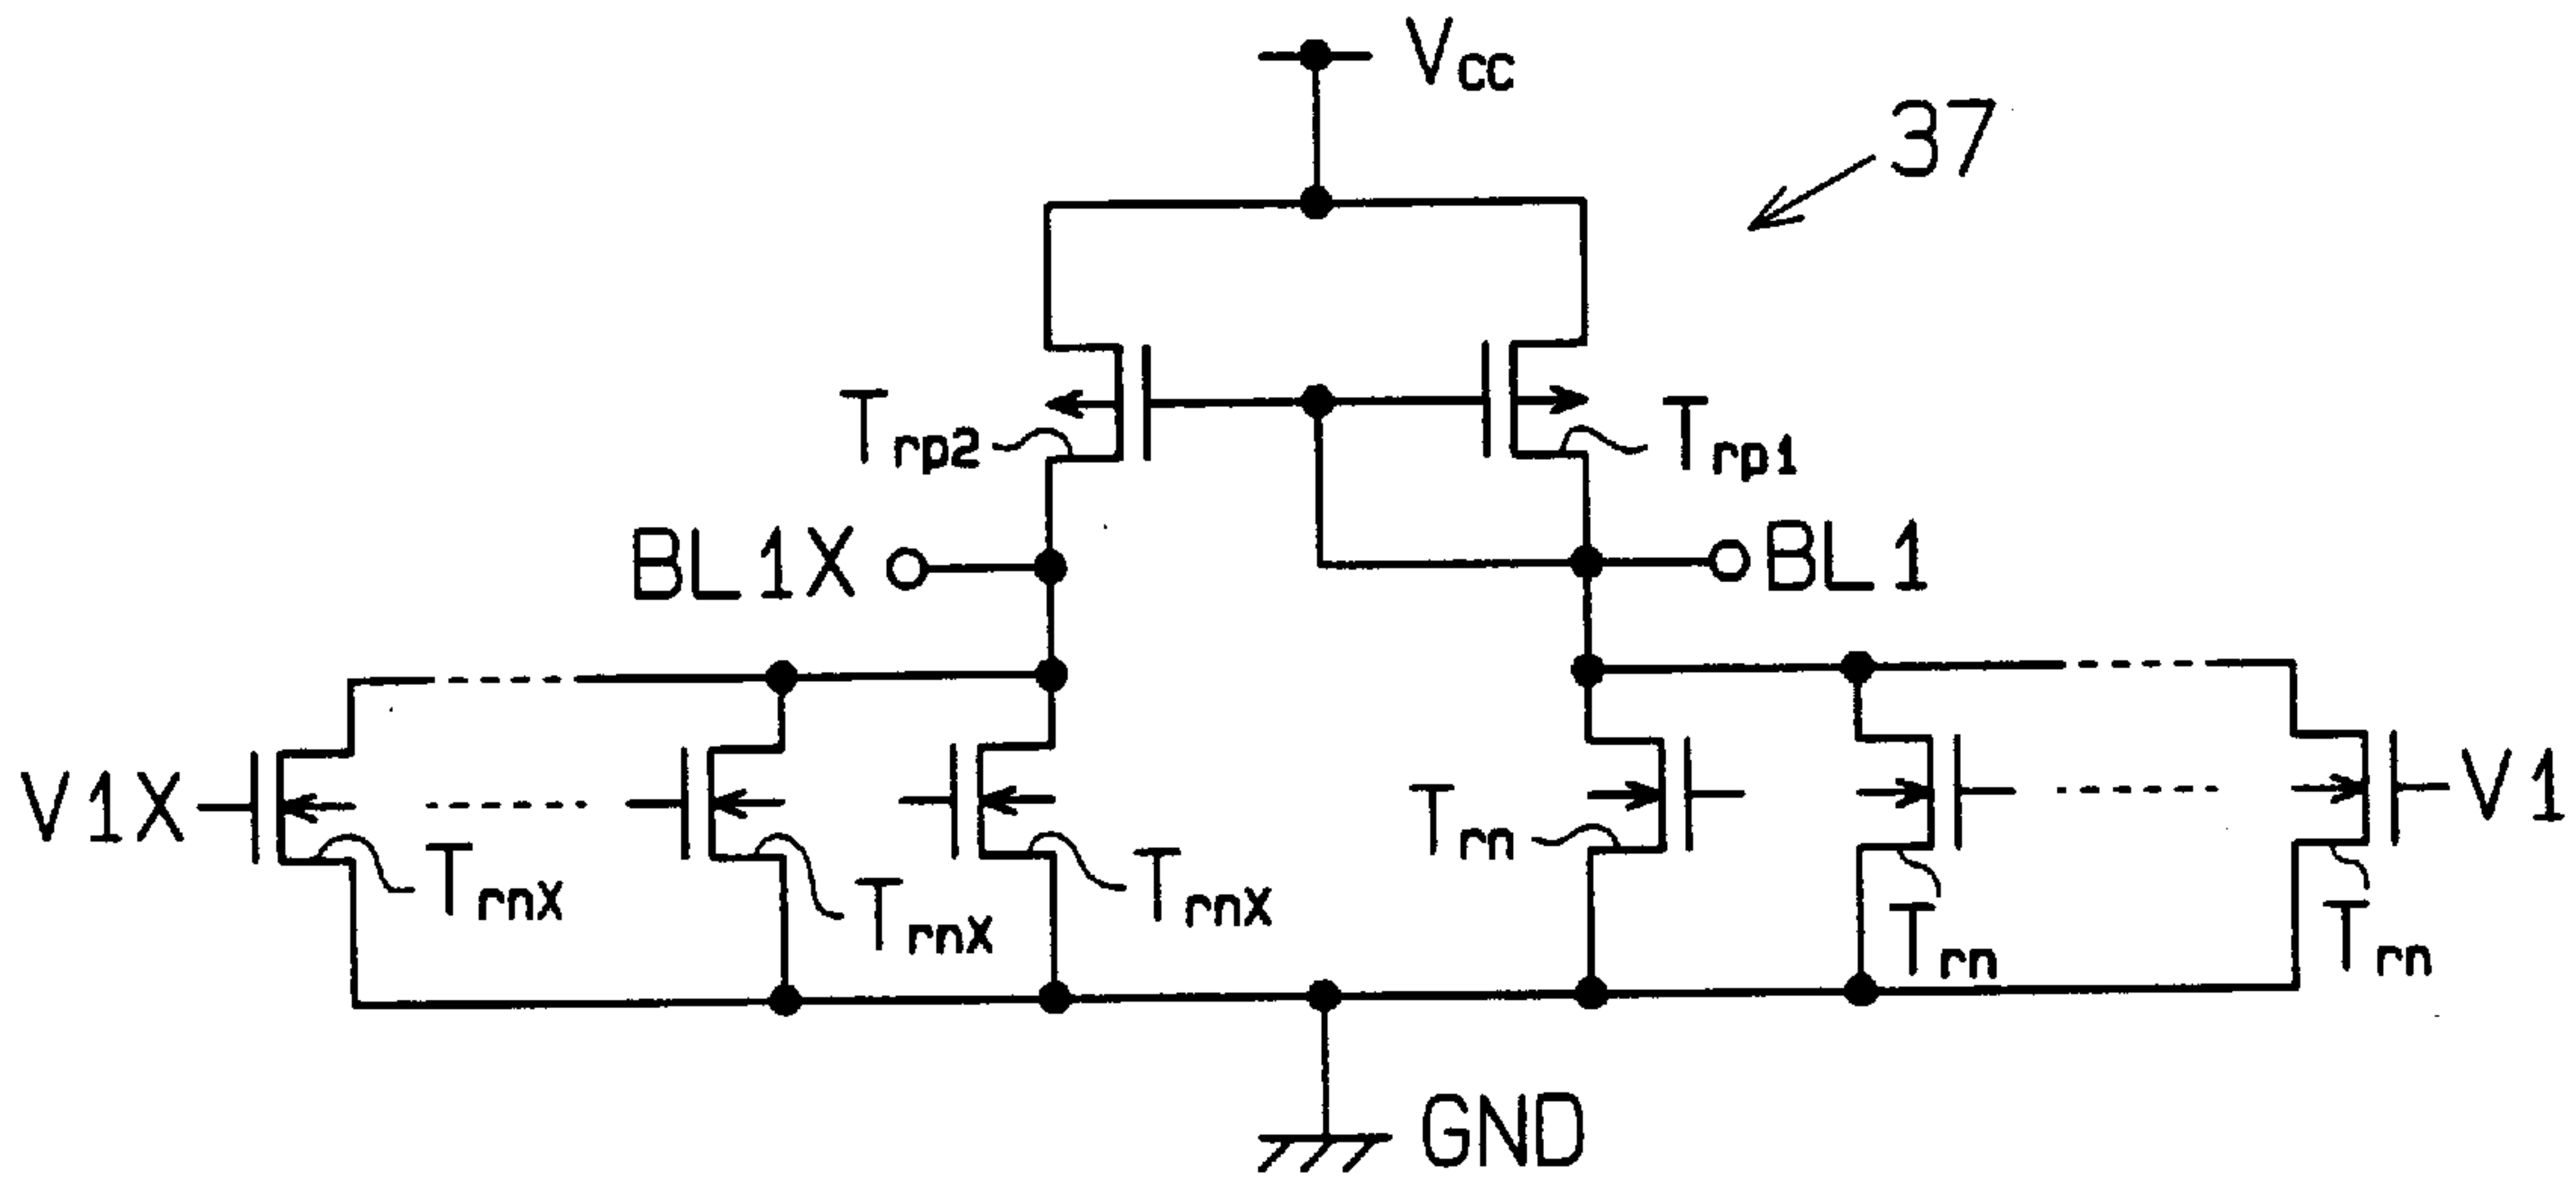 Vcc
37
Trp2
Trp1
BL1X
BL1
V1X
TrnX
TrnX
TrnX
Trn
Trn
Trn
V1
GND